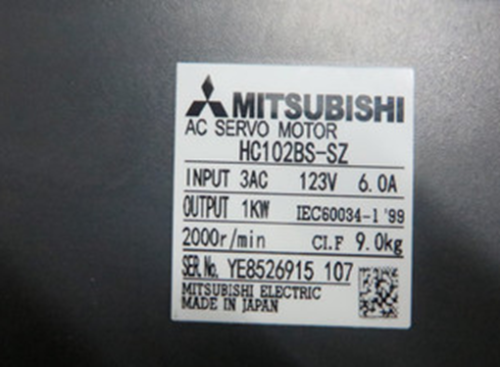 MITSUBISHI
AC SERVO MOTOR
HC102BS-SZ
INPUT 3AC 123V 6.0A
OUTPUT 1KW IEC60034-1 '99
2000r/min CI.F 9.0kg
SER.No. YE8526915 107
MITSUBISHI ELECTRIC
MADE IN JAPAN